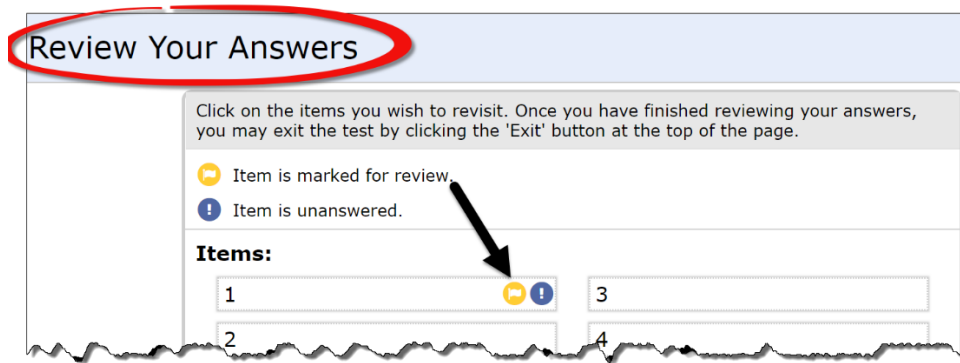 Review Your Answers
Click on the items you wish to revisit. Once you have finished reviewing your answers,
you may exit the test by clicking the 'Exit' button at the top of the page.
Item is marked for review.
Item is unanswered.
Items:
1
3
2
4